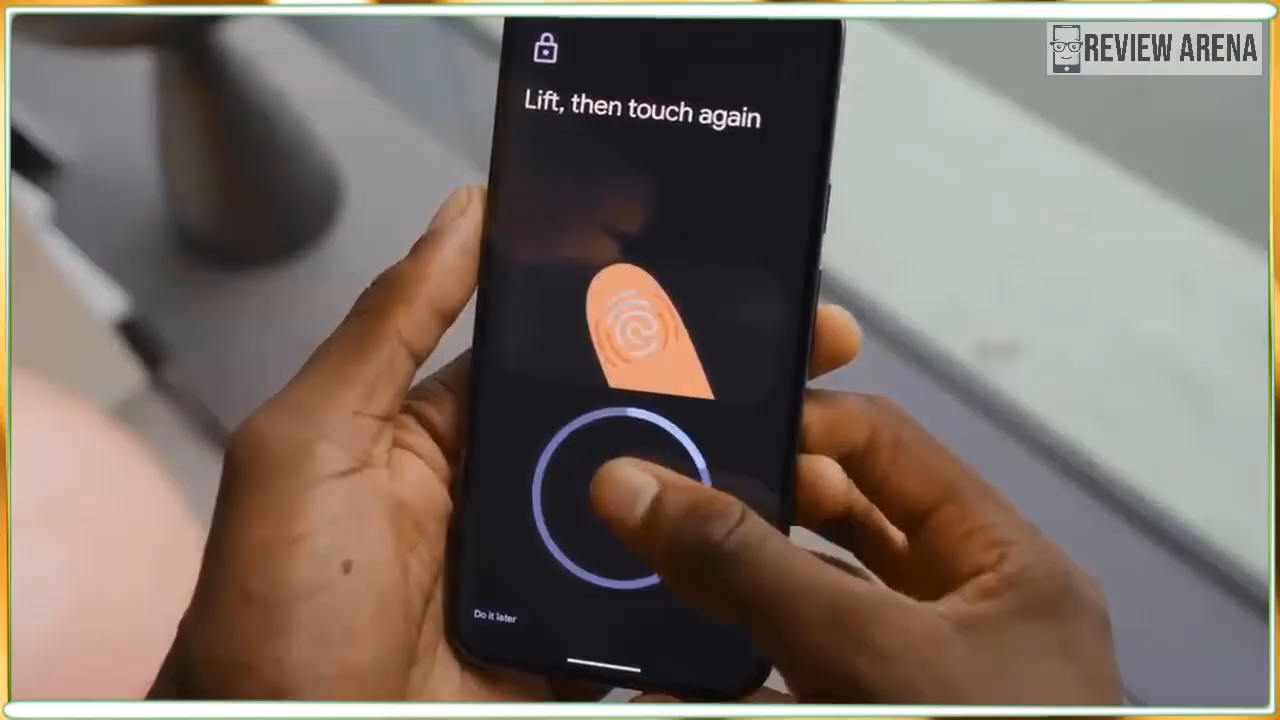 REVIEW ARENA
Lift, then touch again
Do it later